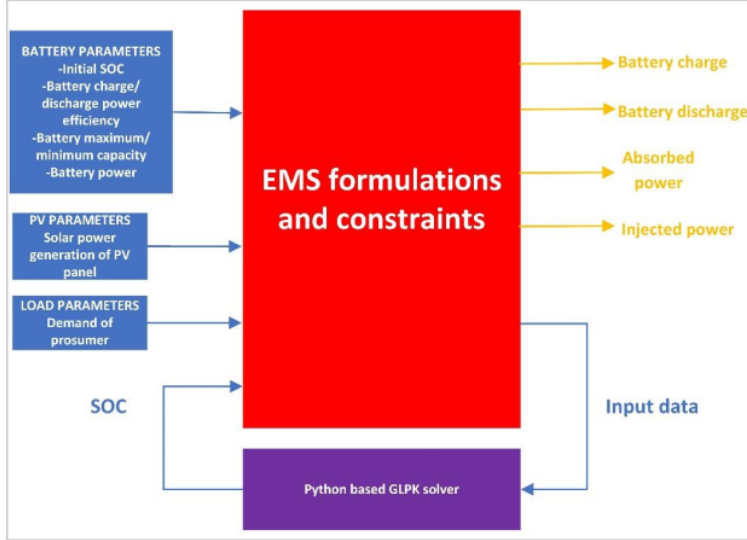 BATTERY PARAMETERS
-Initial SOC
-Battery charge/
discharge power
efficiency
-Battery maximum/
minimum capacity
-Battery power
PV PARAMETERS
Solar power
generation of PV
panel
LOAD PARAMETERS
Demand of
prosumer
SOC
EMS formulations
and constraints
Python based GLPK solver
Battery charge
Battery discharge
Absorbed
power
Injected power
Input data